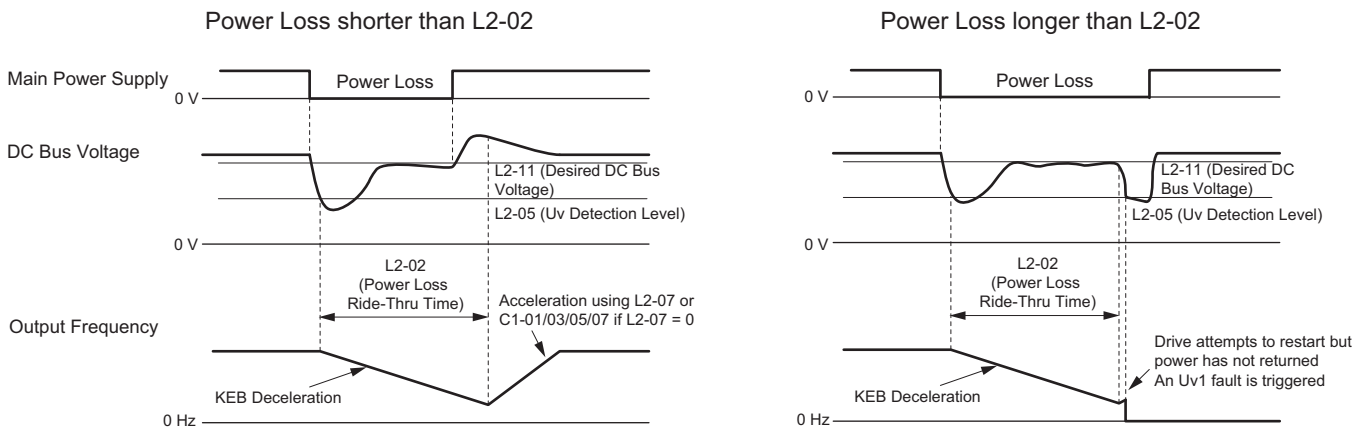 Power Loss shorter than L2-02
Main Power Supply
Power Loss
0 V
DC Bus Voltage
L2-11 (Desired DC Bus
Voltage)
L2-05 (Uv Detection Level)
0 V
L2-02
(Power Loss
Ride-Thru Time)
Acceleration using L2-07 or
C1-01/03/05/07 if L2-07 = 0
Output Frequency
KEB Deceleration
0 Hz
Power Loss longer than L2-02
Power Loss
0 V
L2-11 (Desired DC
Bus Voltage)
L2-05 (Uv Detection Level)
0 V
L2-02
(Power Loss
Ride-Thru Time)
Drive attempts to restart but
power has not returned
An Uv1 fault is triggered
KEB Deceleration
0 Hz